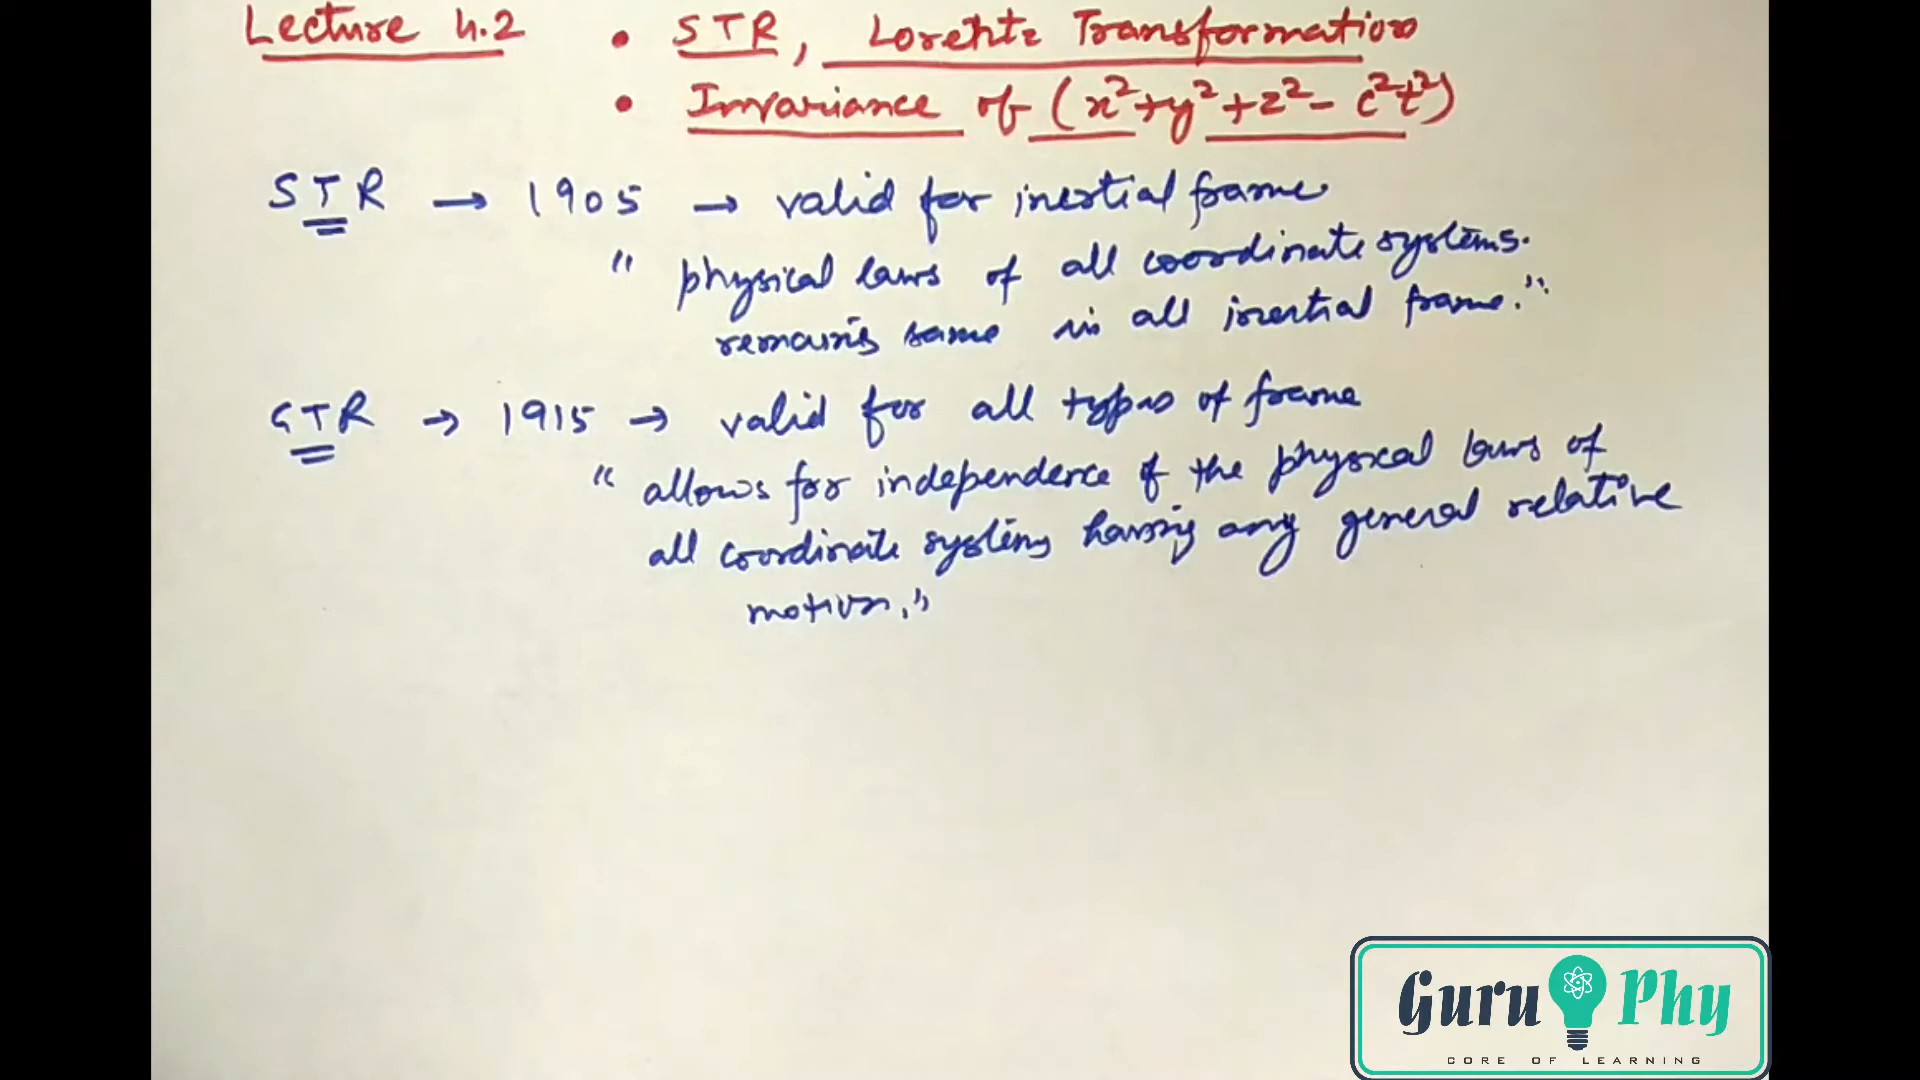 Lecture 4.2 • STR, Lorentz Transformation
• Invariance of (x²+y²+z²- c²t²)
STR → 1905 → valid for inertial frame
" physical laws of all coordinate systems.
remains same in all inertial frame."
GTR → 1915 → valid for all types of frame
" allows for independence of the physical laws of
all coordinate systems having any general relative
motion."
Guru Phy
CORE OF LEARNING